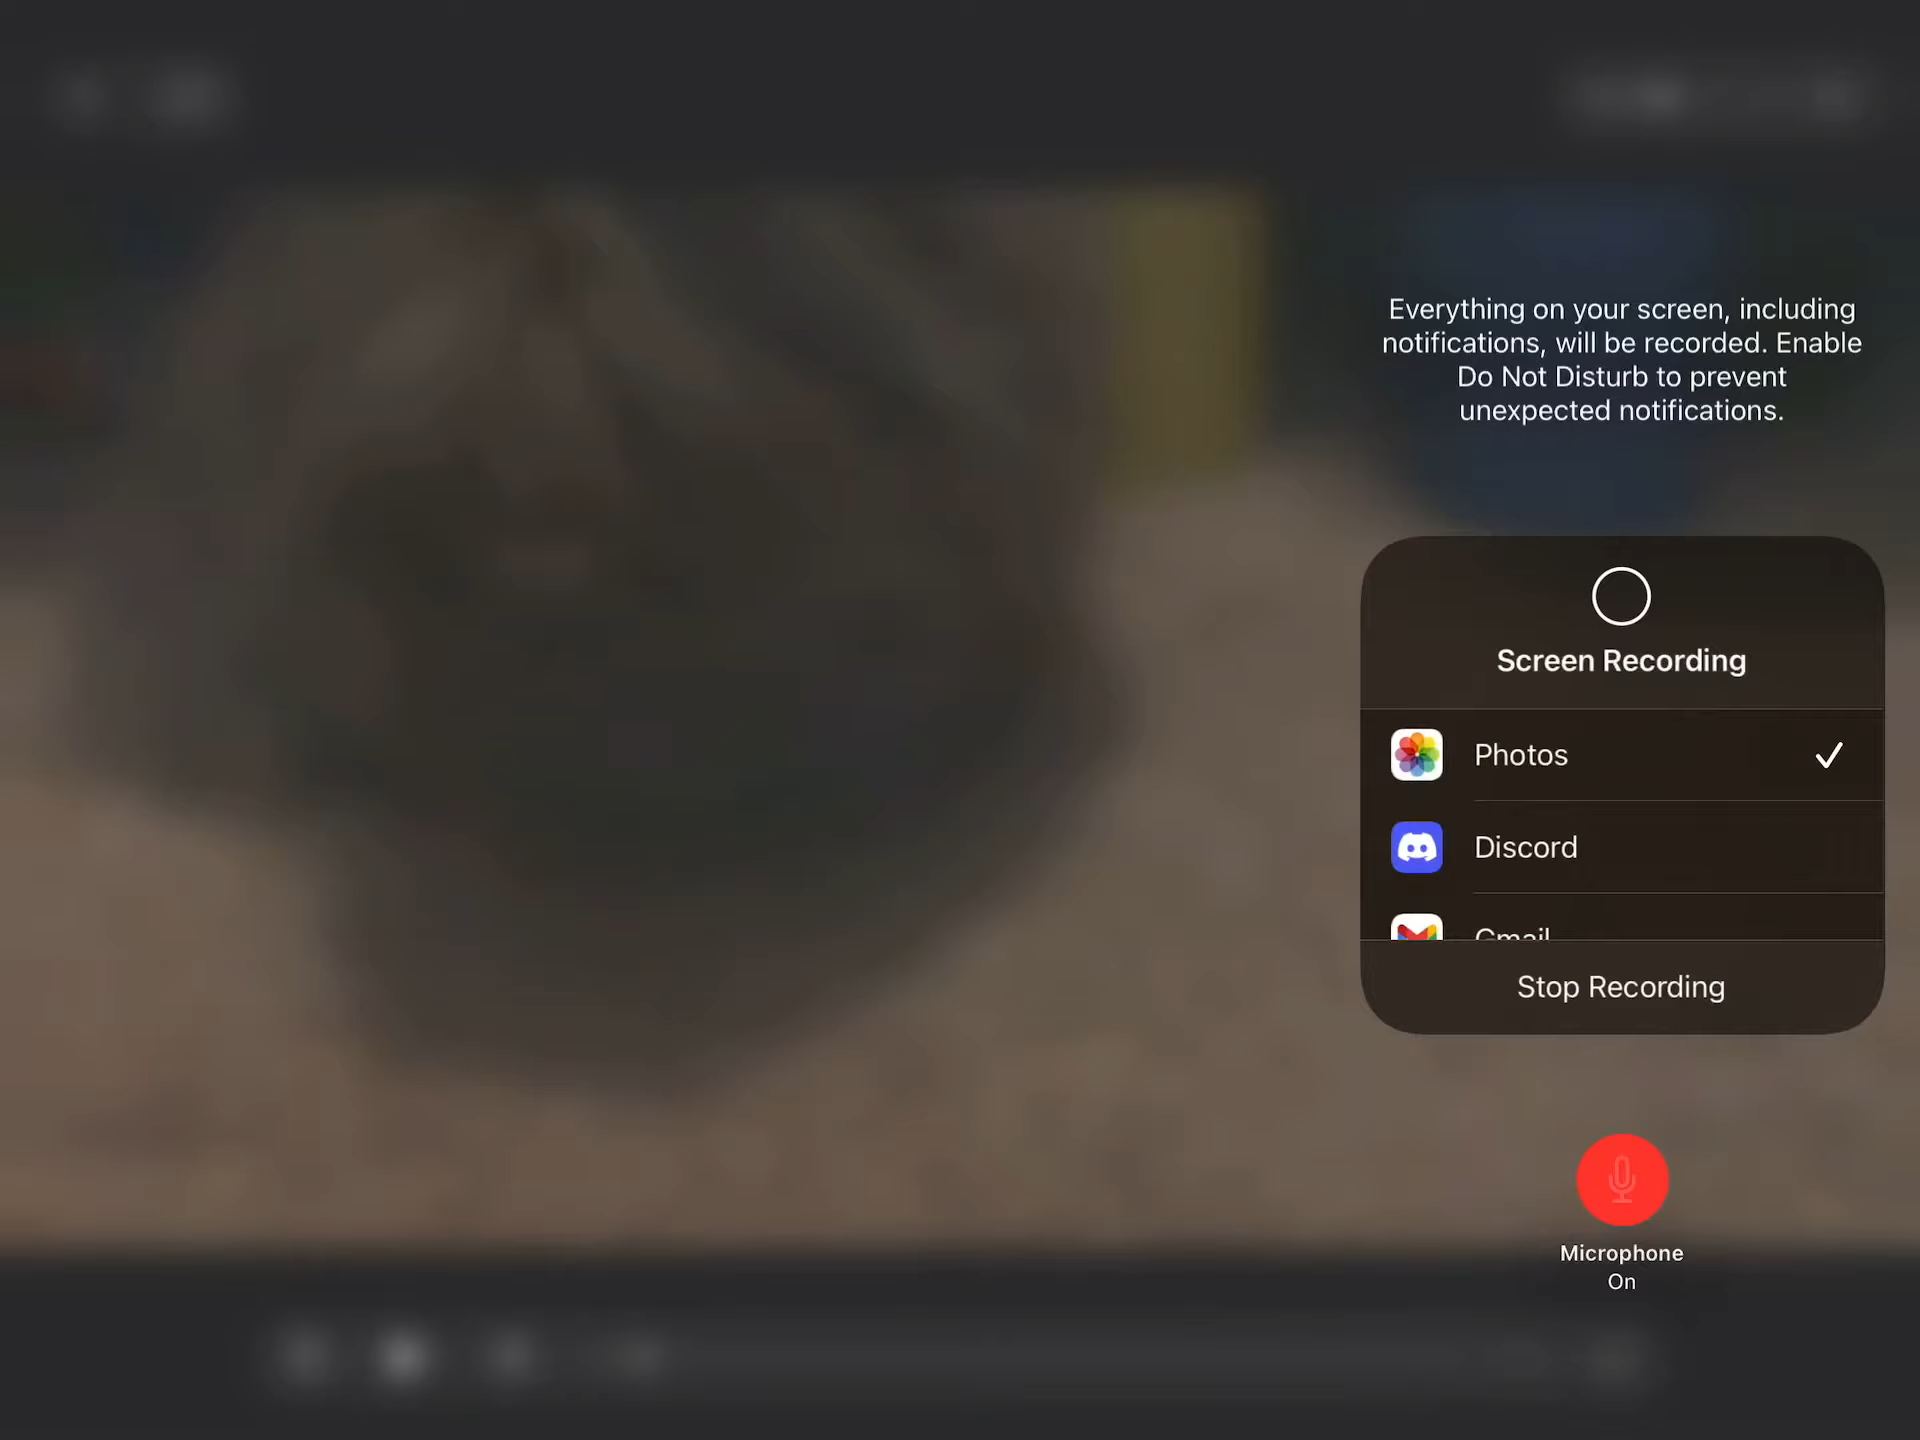 Everything on your screen, including
notifications, will be recorded. Enable
Do Not Disturb to prevent
unexpected notifications.
Screen Recording
Photos
Discord
Gmail
Stop Recording
Microphone
On